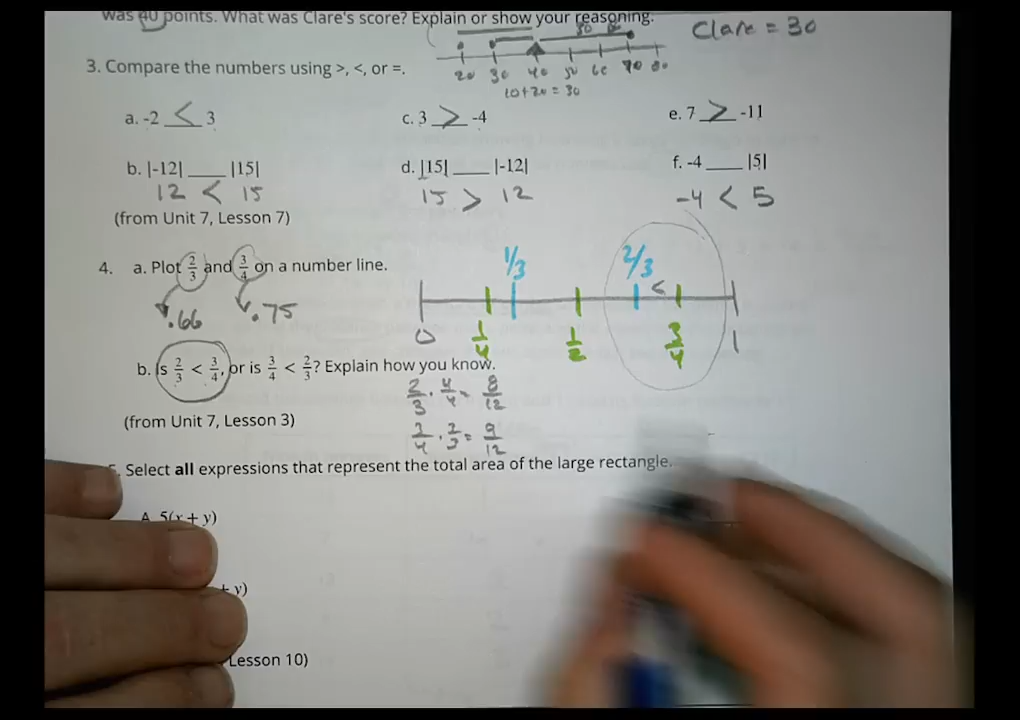 was 40 points. What was Clare's score? Explain or show your reasoning.
Clare = 30
20 30 40 50 60 70 80
10 + 20 = 30
3. Compare the numbers using >, <, or =.
a. -2 < 3 c. 3 > -4 e. 7 > -11
b. |-12| ___ |15| d. |15| ___ |-12| f. -4 ___ |5|
12 < 15 15 > 12 -4 < 5
(from Unit 7, Lesson 7)
4. a. Plot 2/3 and 3/4 on a number line.
.66 .75
1/3 2/3
<
0 1/4 1/2 3/4 1
b. Is 2/3 < 3/4, or is 3/4 < 2/3? Explain how you know.
2/3 · 4/4 = 8/12
3/4 · 3/3 = 9/12
(from Unit 7, Lesson 3)
. Select all expressions that represent the total area of the large rectangle.
A. 5(x + y)
+ y)
Lesson 10)